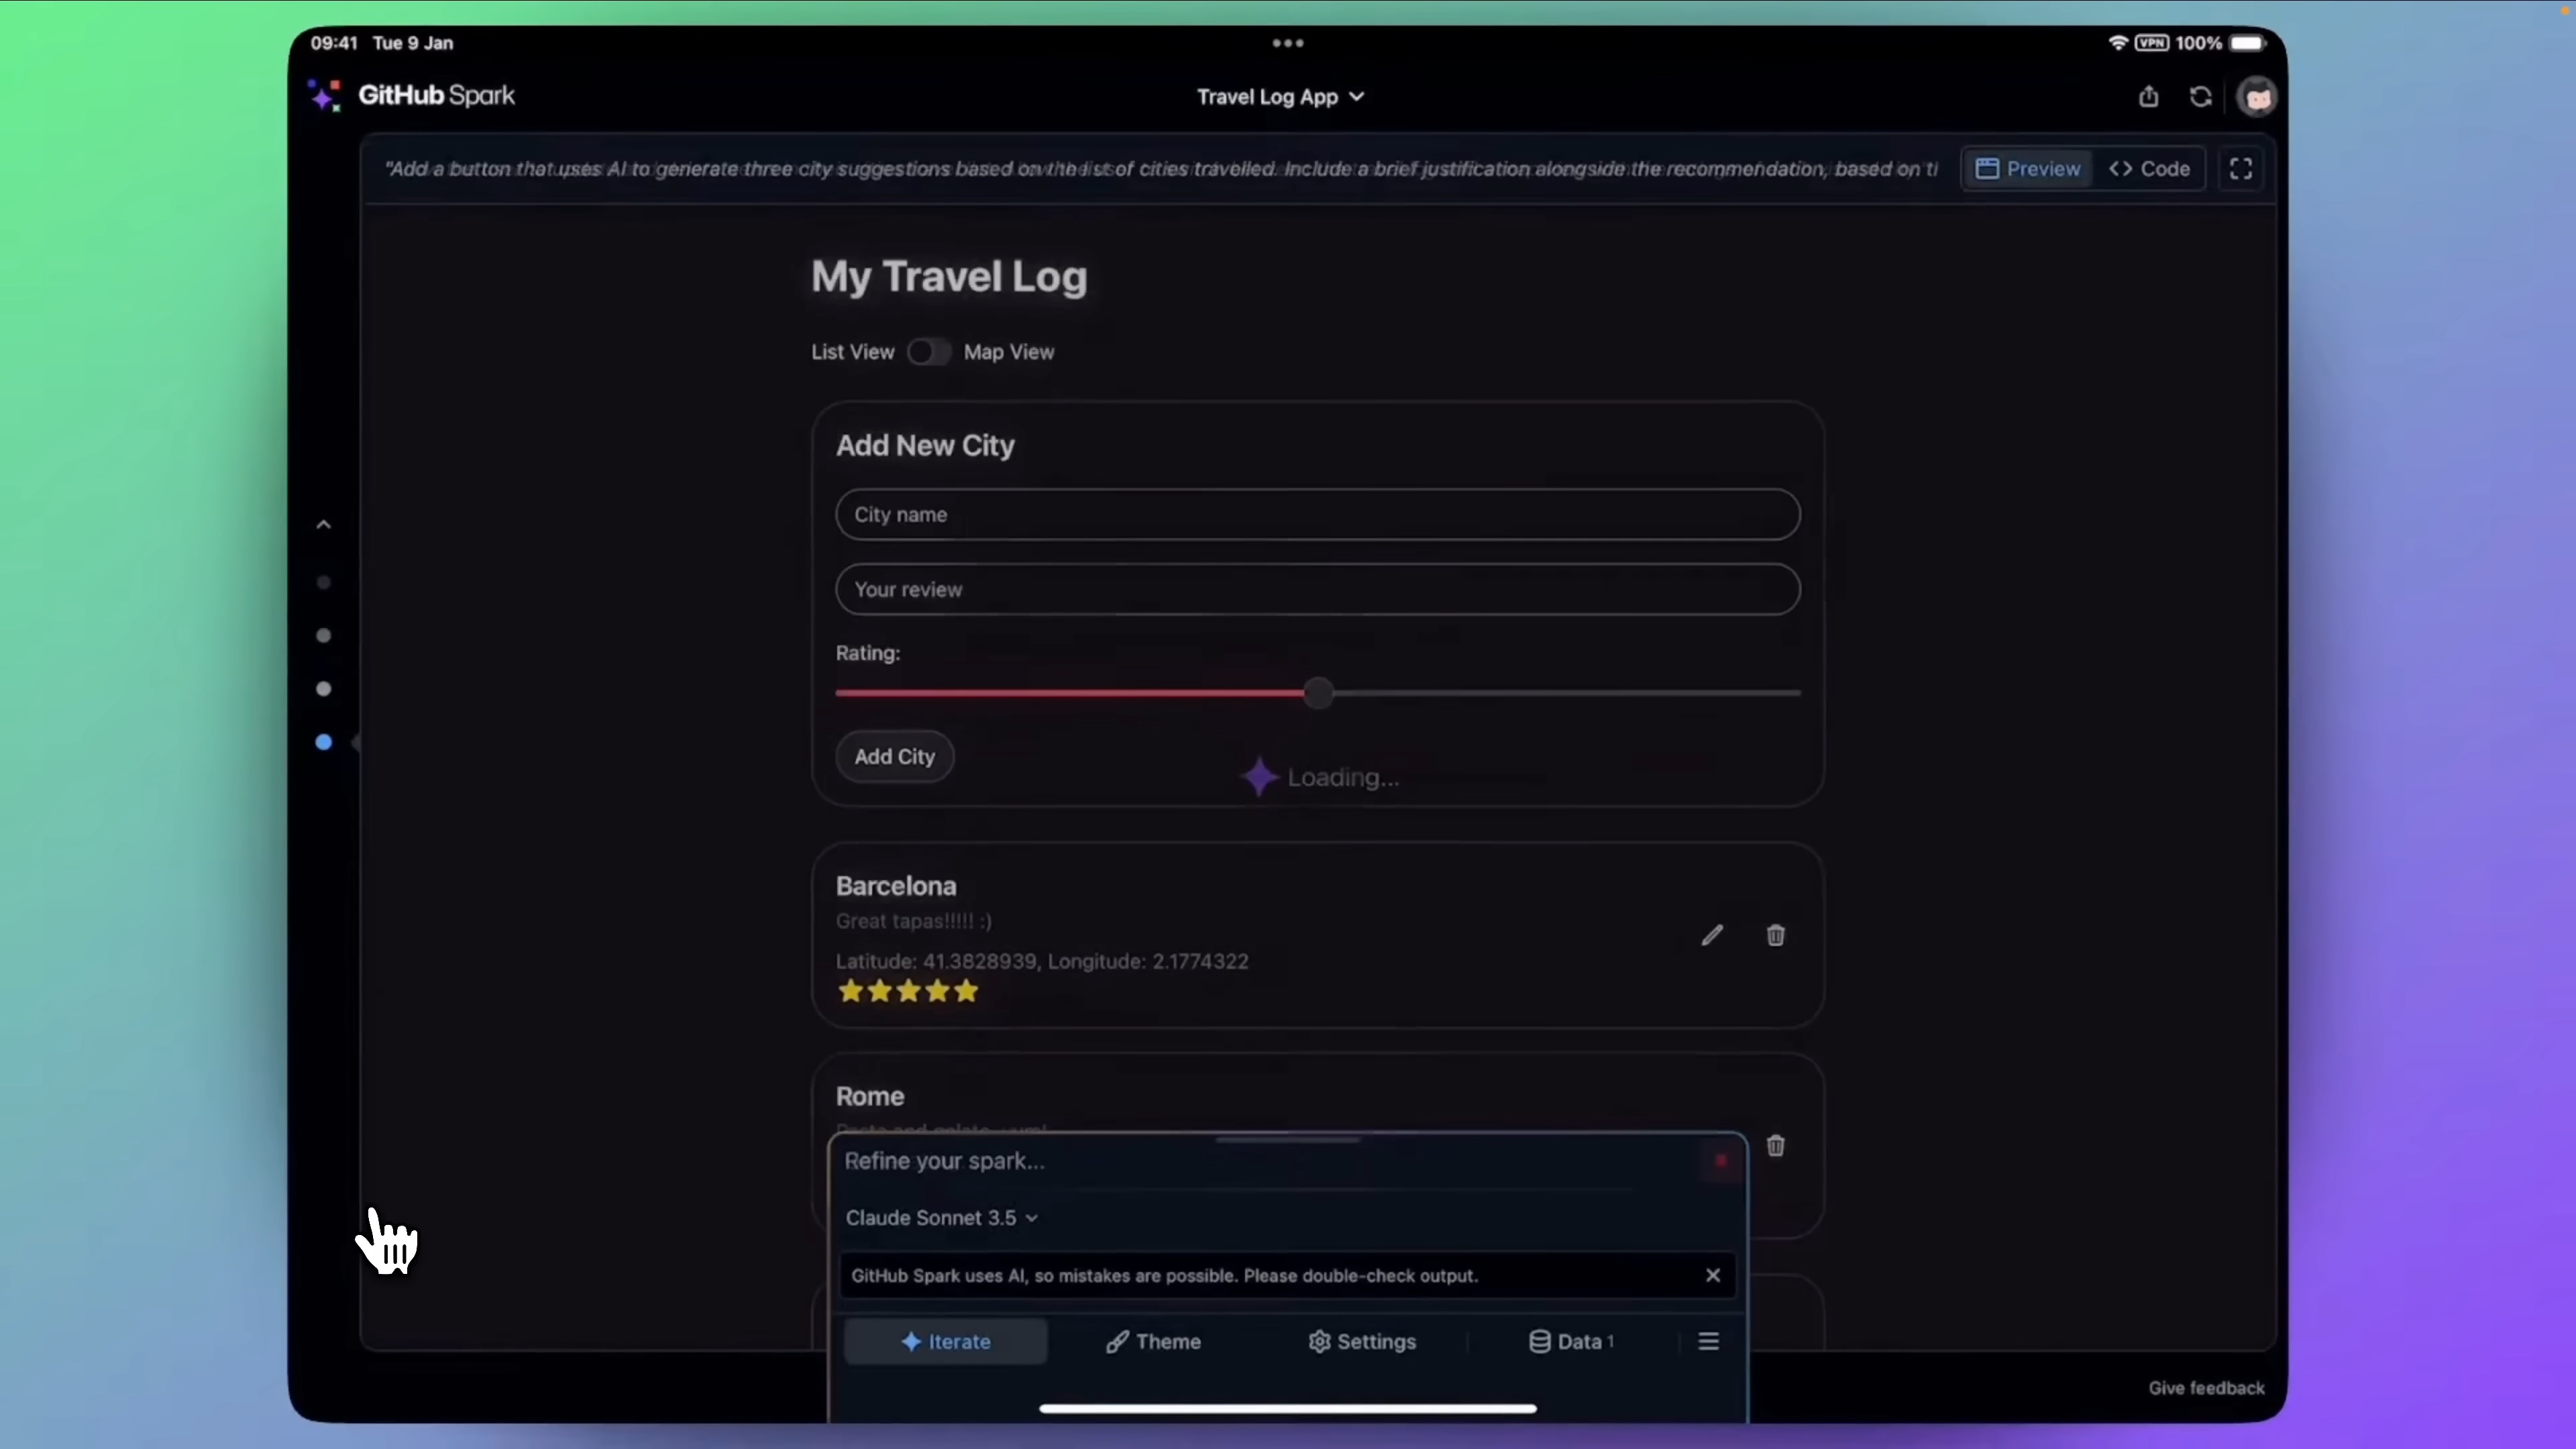 09:41 Tue 9 Jan
VPN 100%
GitHub Spark
Travel Log App
"Add a button that uses AI to generate three city suggestions based on the list of cities travelled. Include a brief justification alongside the recommendation, based on
Preview
Code
My Travel Log
List View Map View
Add New City
City name
Your review
Rating:
Add City
Loading...
Barcelona
Great tapas!!!!! :)
Latitude: 41.3828939, Longitude: 2.1774322
Rome
Refine your spark...
Claude Sonnet 3.5
GitHub Spark uses AI, so mistakes are possible. Please double-check output.
Iterate
Theme
Settings
Data 1
Give feedback